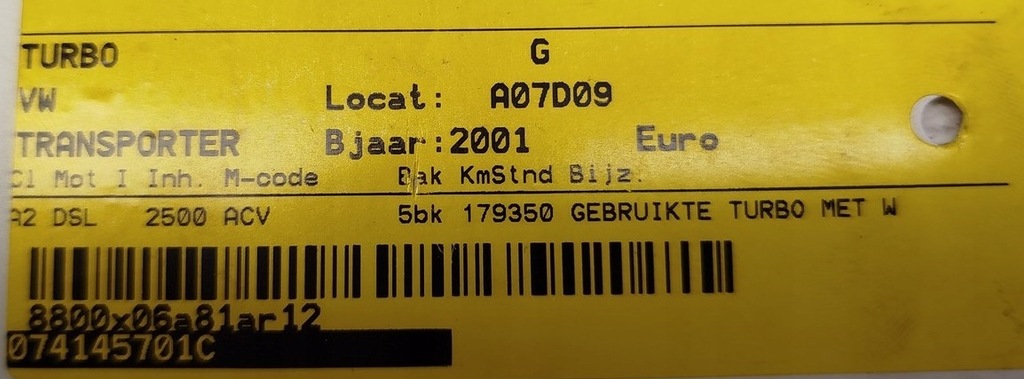 TURBO G
VW Locat: A07D09
TRANSPORTER Bjaar:2001 Euro
Cl Mot I Inh. M-code Bak KmStnd Bijz.
A2 DSL 2500 ACV 5bk 179350 GEBRUIKTE TURBO MET W
8800x06a81ar12
074145701C